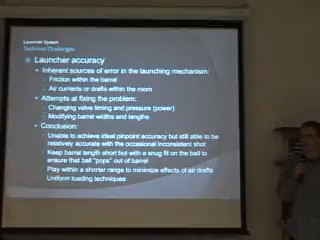 Launcher System
Technical Challenges
Launcher accuracy
Inherent sources of error in the launching mechanism:
Friction within the barrel
Air currents or drafts within the room
Attempts at fixing the problem:
Changing valve timing and pressure (power)
Modifying barrel widths and lengths
Conclusion:
Unable to achieve ideal pinpoint accuracy but still able to
be relatively accurate with the occasional inconsistent shot
Keep barrel length short but with a snug fit on the ball to
ensure that ball "pops" out of barrel
Play within a shorter range to minimize effects of air drafts
Uniform loading techniques